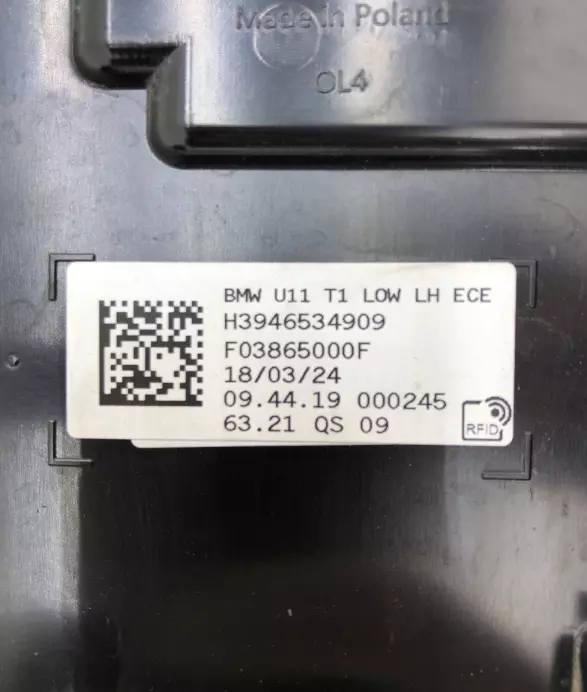 Made in Poland
OL4
BMW U11 T1 LOW LH ECE
H3946534909
F03865000F
18/03/24
09.44.19 000245
63.21 QS 09
RFID